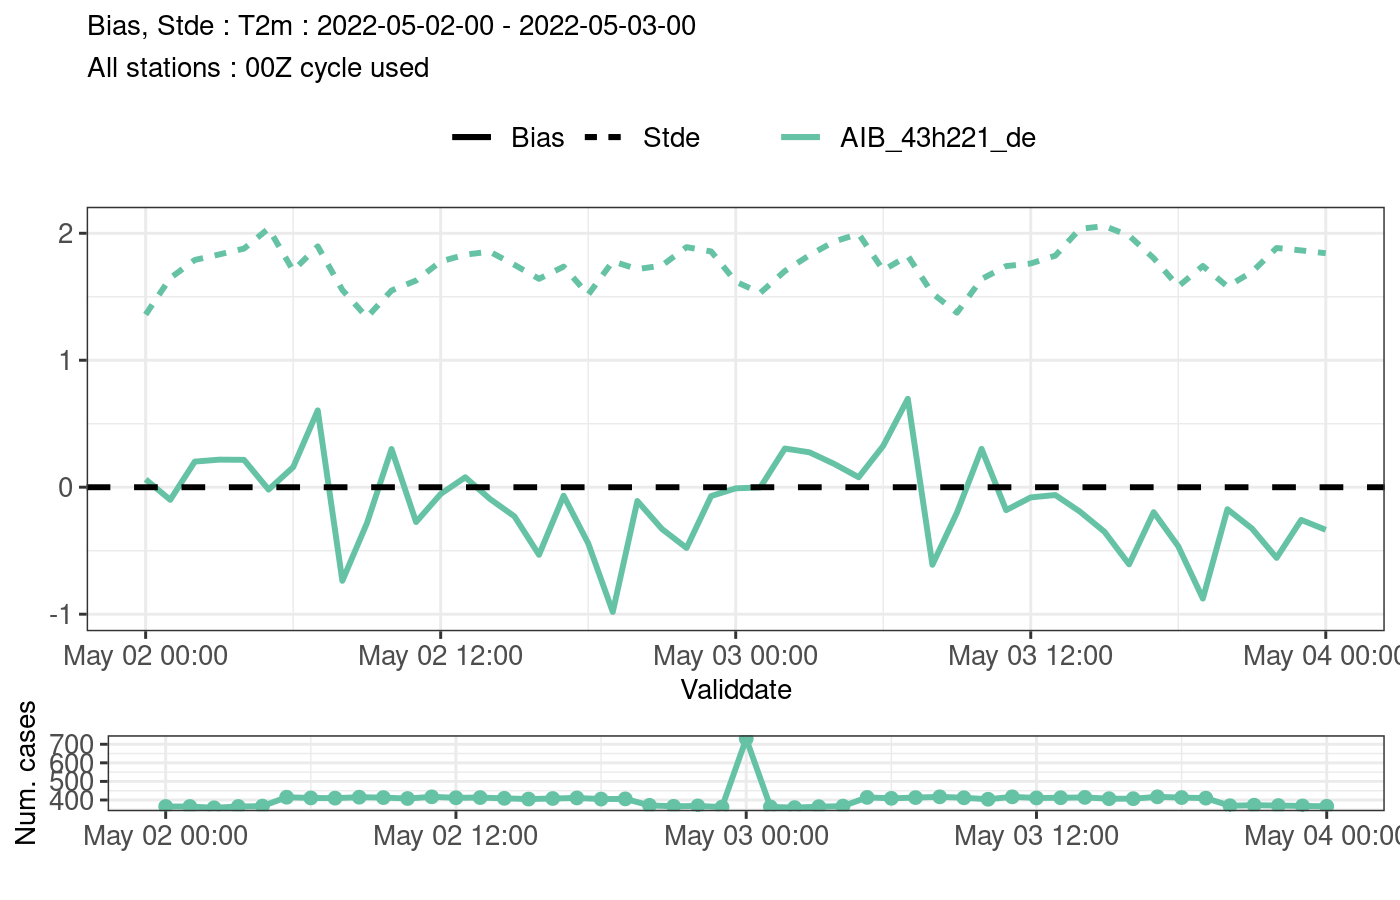 Bias, Stde : T2m : 2022-05-02-00 - 2022-05-03-00
All stations : 00Z cycle used
Bias Stde AIB_43h221_de
2
1
0
-1
May 02 00:00 May 02 12:00 May 03 00:00 May 03 12:00 May 04 00:0
Validdate
Num. cases
700
600
500
400
May 02 00:00 May 02 12:00 May 03 00:00 May 03 12:00 May 04 00:0